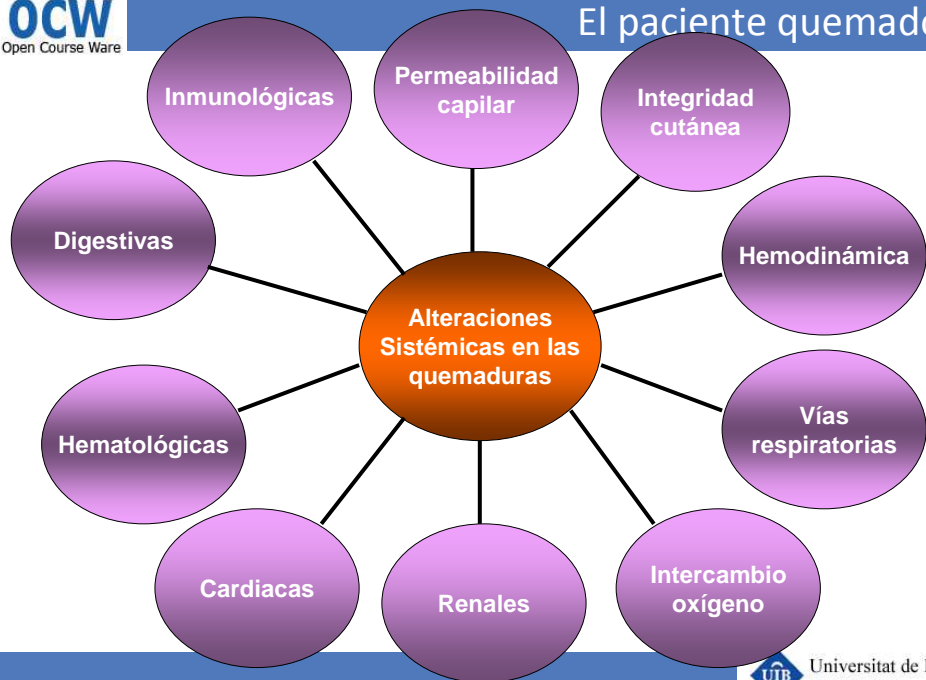 OCW
Open Course Ware
El paciente quemado
Inmunológicas
Permeabilidad
capilar
Integridad
cutánea
Digestivas
Hemodinámica
Alteraciones
Sistémicas en las
quemaduras
Hematológicas
Vías
respiratorias
Cardiacas
Renales
Intercambio
oxígeno
UIB
Universitat de